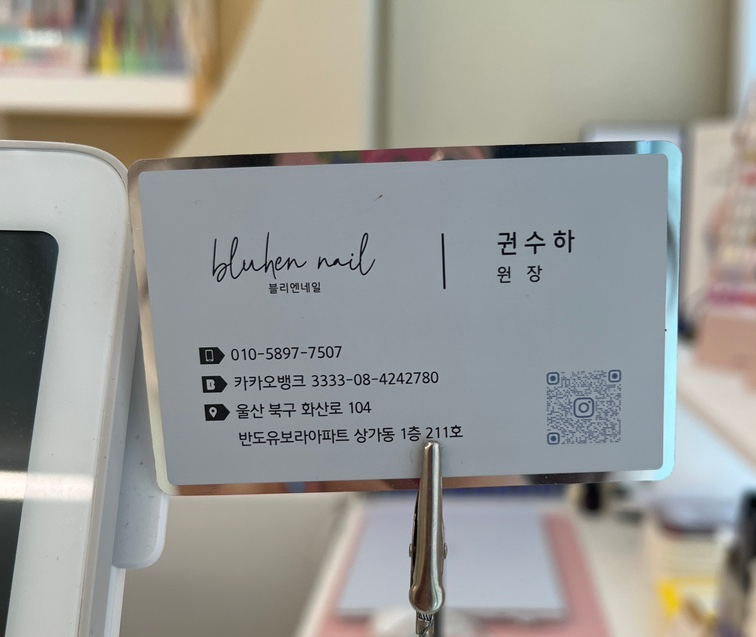 bluhen nail
블리엔네일
권수하
원장
010-5897-7507
카카오뱅크 3333-08-4242780
울산 북구 화산로 104
반도유보라아파트 상가동 1층 211호